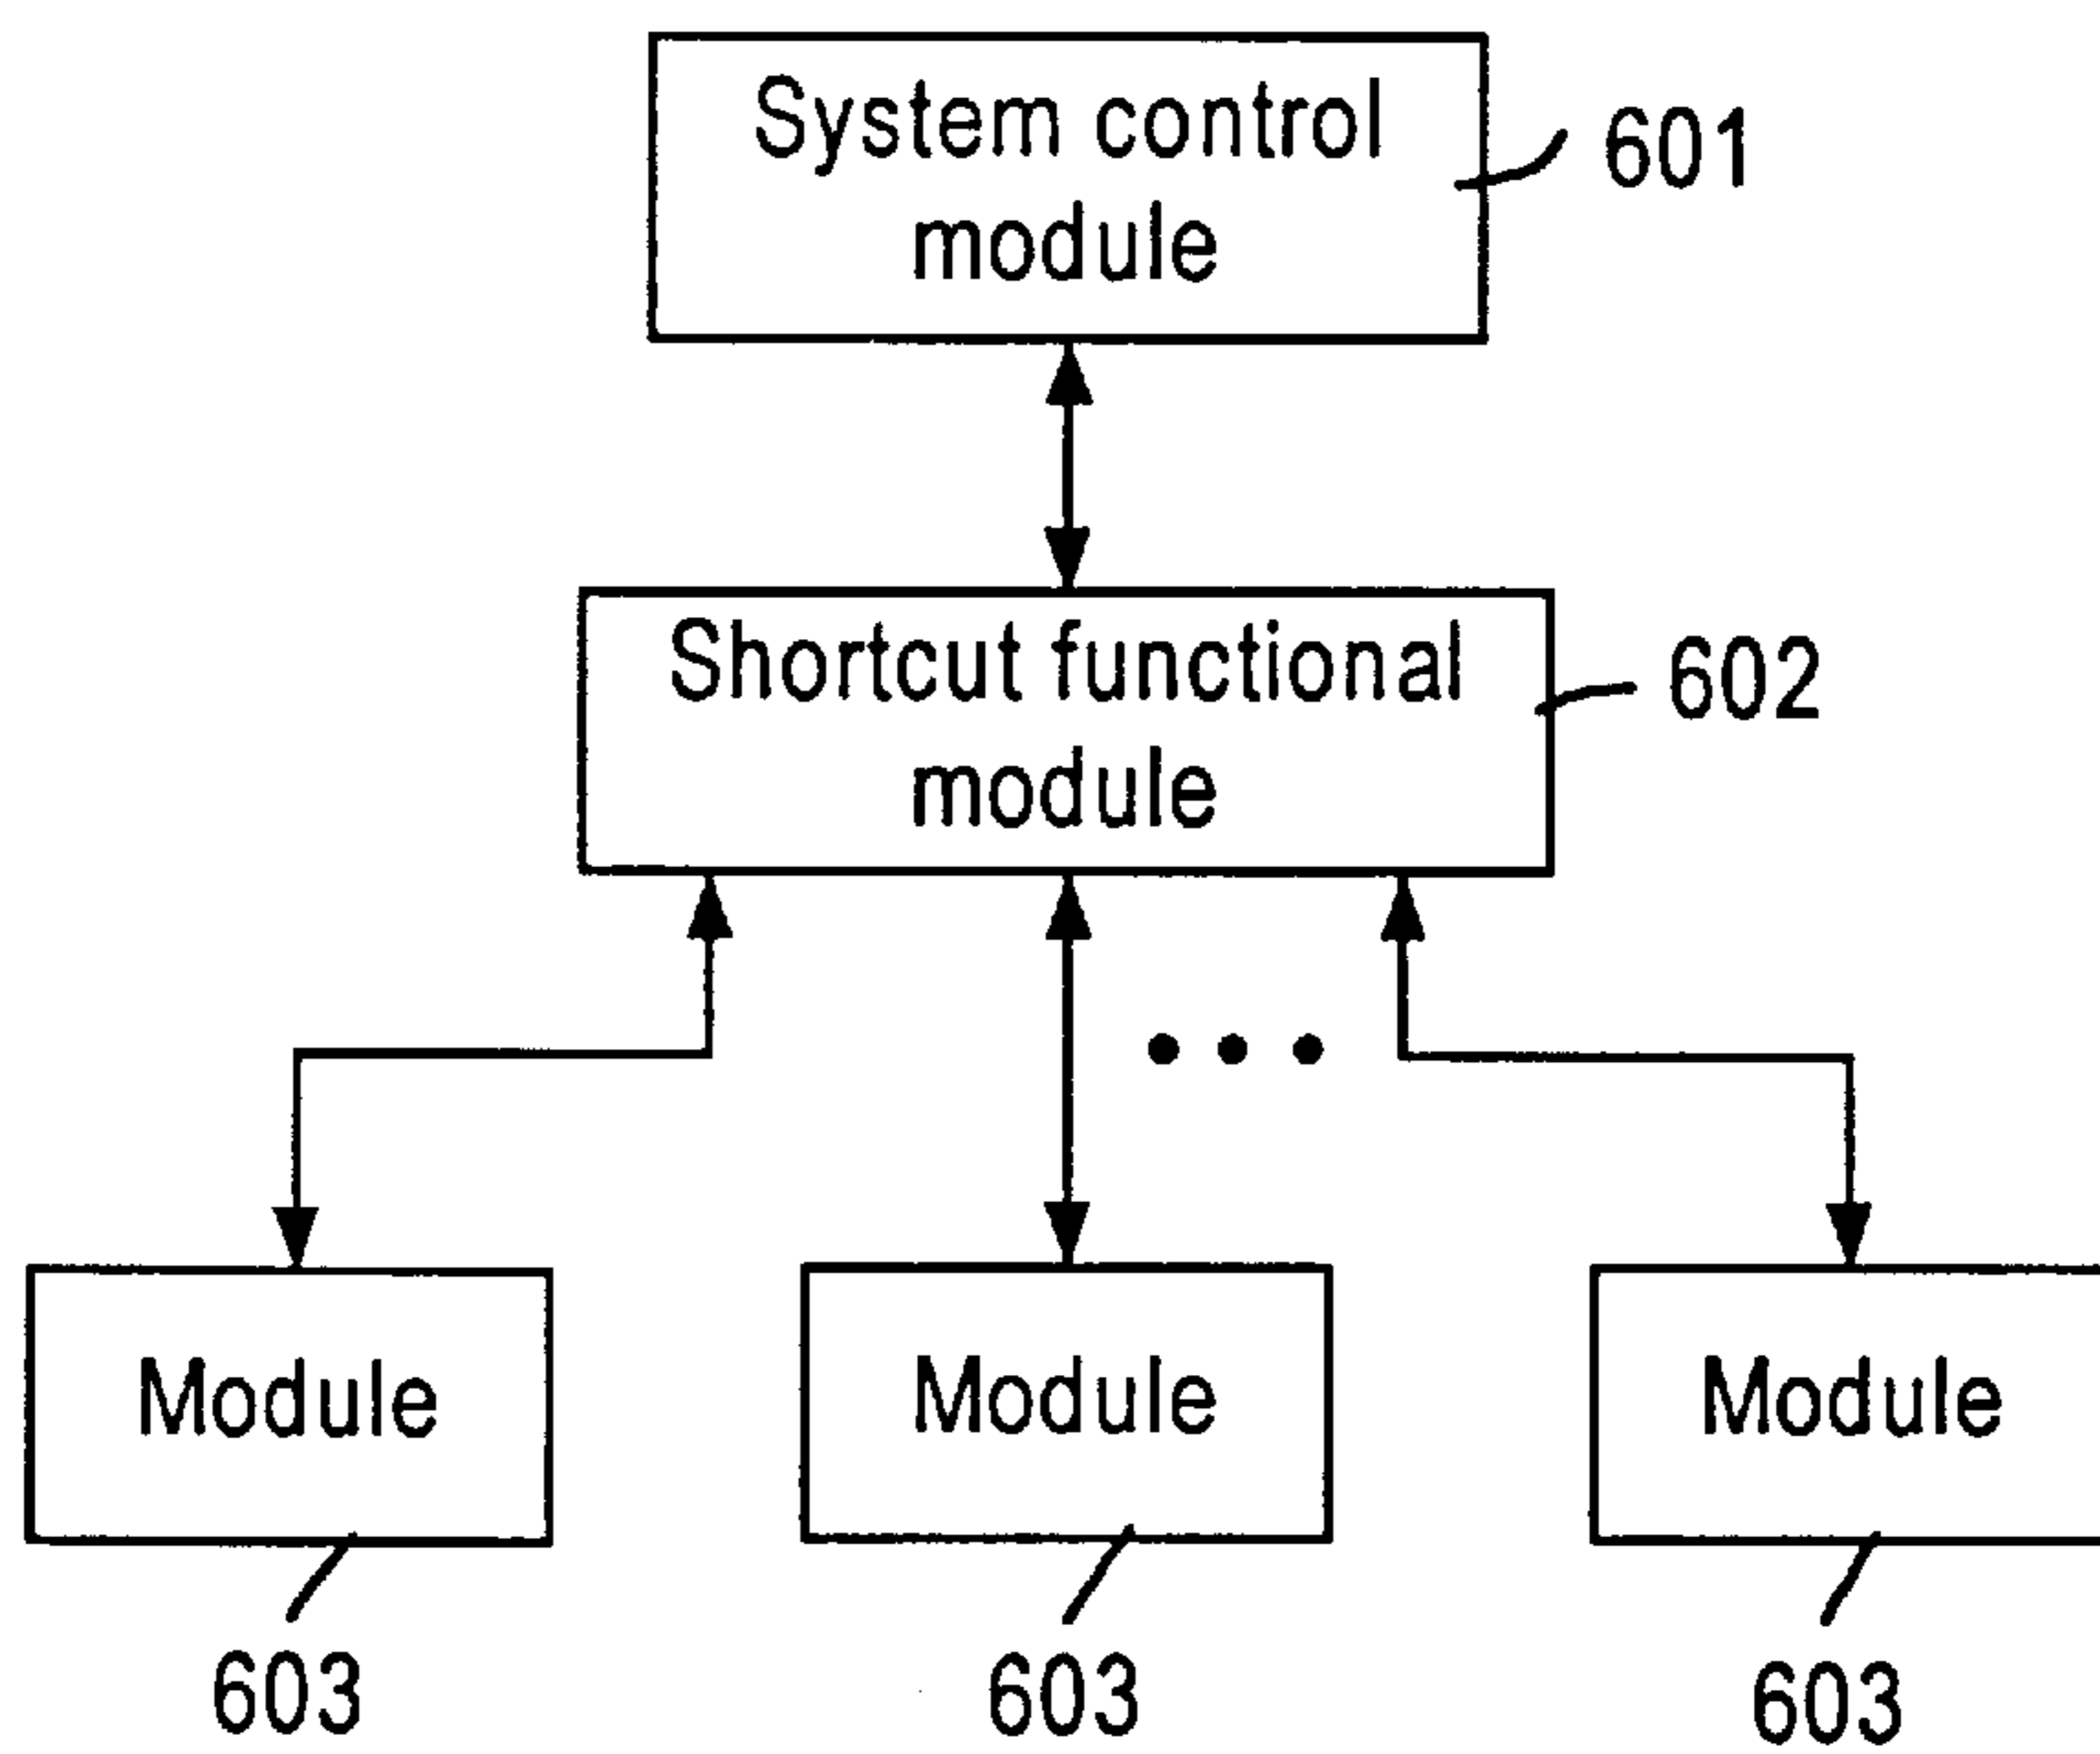 System control
module
601
Shortcut functional
module
602
Module
Module
Module
603
603
603